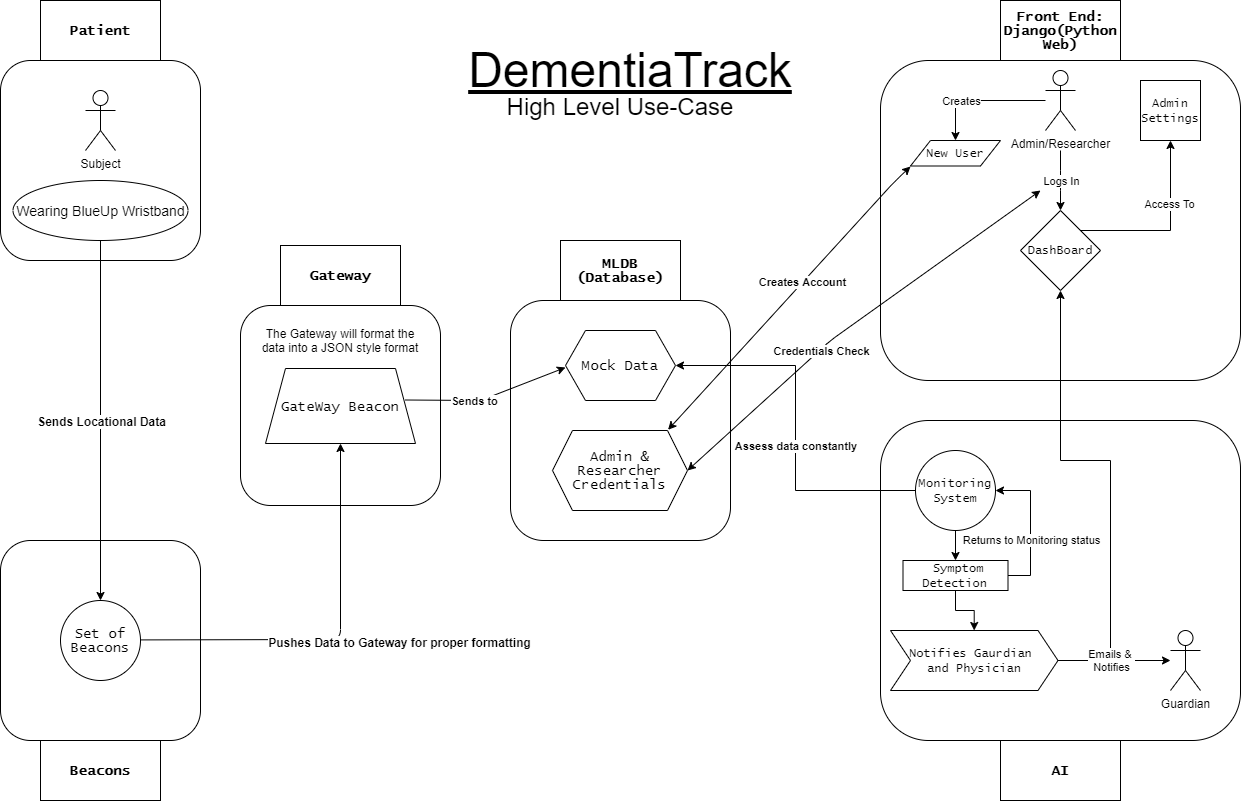 Patient
Subject
Wearing BlueUp Wristband
Sends Locational Data
Set of
Beacons
Beacons
Pushes Data to Gateway for proper formatting
Gateway
The Gateway will format the
data into a JSON style format
GateWay Beacon
Sends to
DementiaTrack
High Level Use-Case
MLDB
(Database)
Mock Data
Admin &
Researcher
Credentials
Creates Account
Credentials Check
Assess data constantly
Front End:
Django(Python
Web)
Creates
New User
Admin/Researcher
Logs In
DashBoard
Access To
Admin
Settings
Monitoring
System
Returns to Monitoring status
Symptom
Detection
Notifies Gaurdian
and Physician
Emails &
Notifies
Guardian
AI